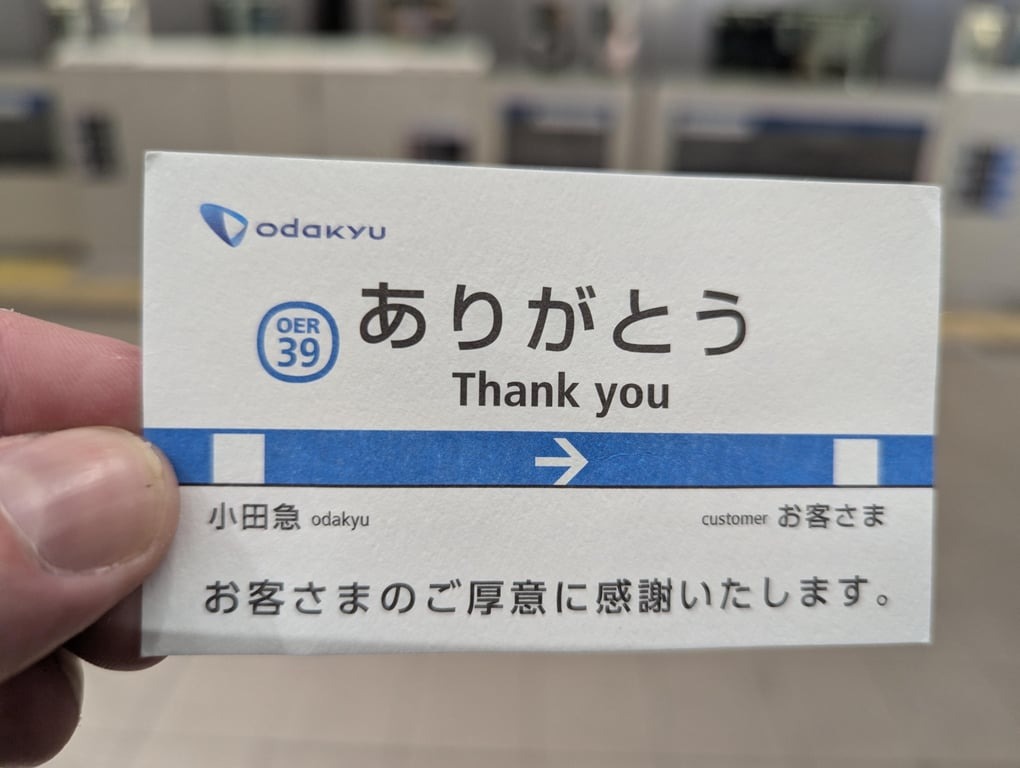 odakyu
OER
39
ありがとう
Thank you
→
小田急 odakyu
customer お客さま
お客さまのご厚意に感謝いたします。